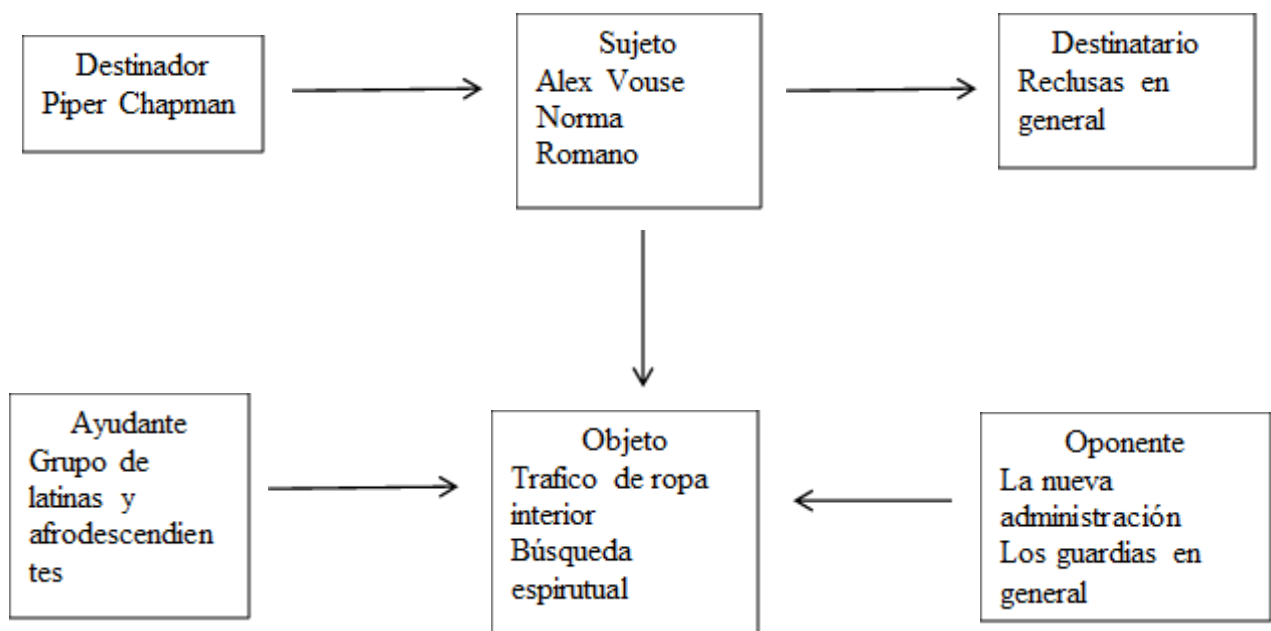 Destinador
Piper Chapman
Sujeto
Alex Vouse
Norma
Romano
Destinatario
Reclusas en
general
Ayudante
Grupo de
latinas y
afrodescendien
tes
Objeto
Trafico de ropa
interior
Búsqueda
espirutual
Oponente
La nueva
administración
Los guardias en
general